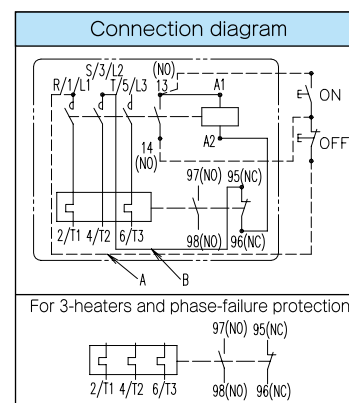 Connection diagram
S/3/L2
(NO)
R/1/L1
T/5/L3
13
A1
ON
A2
OFF
14
(NO)
97(NO)
95(NC)
2/T1
4/T2
6/T3
98(NO)
96(NC)
A
B
For 3-heaters and phase-failure protection
97(NO)
95(NC)
2/T1
4/T2
6/T3
98(NO)
96(NC)